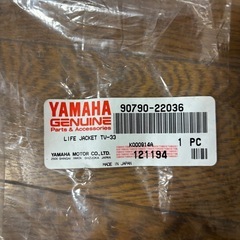 YAMAHA
GENUINE
Parts & Accessories
90790-22036
LIFE JACKET TV-33
K000914A
1 PC
YAMAHA MOTOR CO., LTD.
121194
MADE IN JAPAN